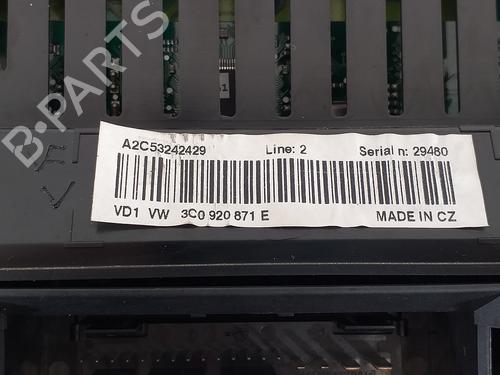 B-PARTS
A2C53242429 Line: 2 Serial n: 29480
VD1 VW 3C0 920 871 E MADE IN CZ